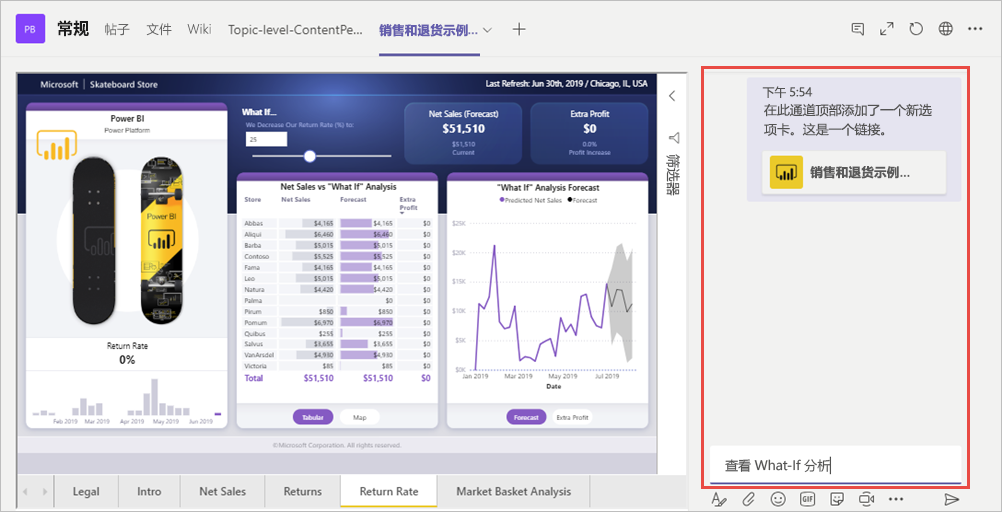 PB 常规 帖子 文件 Wiki Topic-level-ContentPe... 销售和退货示例...
Microsoft | Skateboard Store
Last Refresh: Jun 30th, 2019 / Chicago, IL, USA
Power BI
Power Platform
Power BI
Return Rate
0%
Feb 2019 Mar 2019 Apr 2019 May 2019 Jun 2019
What If...
We Decrease Our Return Rate (%) to:
25
Net Sales (Forecast)
$51,510
$51,510
Current
Extra Profit
$0
0.0%
Profit Increase
Net Sales vs "What If" Analysis
Store Net Sales Forecast Extra Profit
Abbas $4,165 $4,165 $0
Aliqui $6,460 $6,460 $0
Barba $5,015 $5,015 $0
Contoso $5,525 $5,525 $0
Fama $4,165 $4,165 $0
Leo $5,015 $5,015 $0
Natura $4,420 $4,420 $0
Palma $0 $0
Pirum $850 $850 $0
Pomum $6,970 $6,970 $0
Quibus $255 $255 $0
Salvus $3,655 $3,655 $0
VanArsdel $4,930 $4,930 $0
Victoria $85 $85 $0
Total $51,510 $51,510 $0
Tabular Map
"What If" Analysis Forecast
Predicted Net Sales Forecast
$25K
$20K
$15K
$10K
$5K
$0K
Jan 2019 Mar 2019 May 2019 Jul 2019
Date
Forecast Extra Profit
©Microsoft Corporation. All rights reserved.
筛选器
Legal Intro Net Sales Returns Return Rate Market Basket Analysis
下午 5:54
在此通道顶部添加了一个新选
项卡。这是一个链接。
销售和退货示例...
查看 What-If 分析
GIF